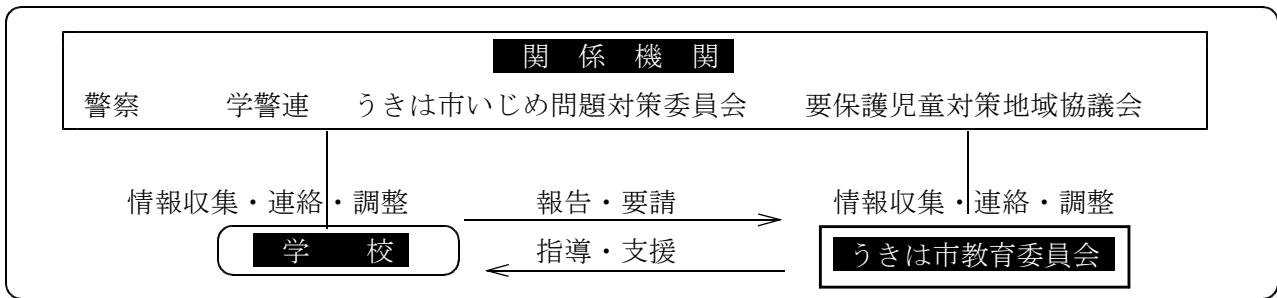 関 係 機 関
警察 学警連 うきは市いじめ問題対策委員会 要保護児童対策地域協議会
情報収集・連絡・調整 報告・要請 情報収集・連絡・調整
学 校 指導・支援 うきは市教育委員会